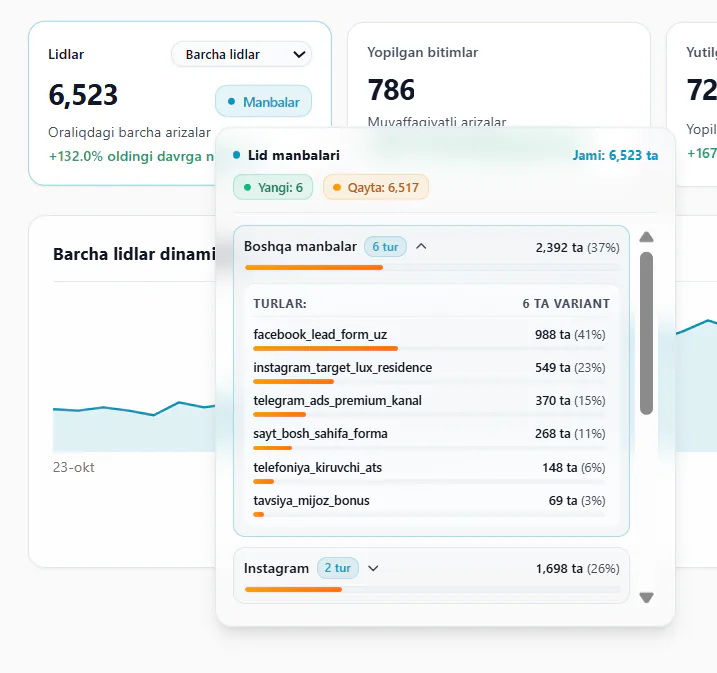 Lidlar
Barcha lidlar
6,523
Manbalar
Oraliqdagi barcha arizalar
+132.0% oldingi davrga
Yopilgan bitimlar
786
Muvaffaqiyatli arizalar
72
+167
Lid manbalari
Jami: 6,523 ta
Yangi: 6
Qayta: 6,517
Barcha lidlar
23-okt
Boshqa manbalar
6 tur
2,392 ta (37%)
TURLAR:
6 TA VARIANT
facebook_lead_form_uz
988 ta (41%)
instagram_target_lux_residence
549 ta (23%)
telegram_ads_premium_kanal
370 ta (15%)
sayt_bosh_sahifa_forma
268 ta (11%)
telefoniya_kiruvchi_ats
148 ta (6%)
tavsiya_mijoz_bonus
69 ta (3%)
Instagram
2 tur
1,698 ta (26%)